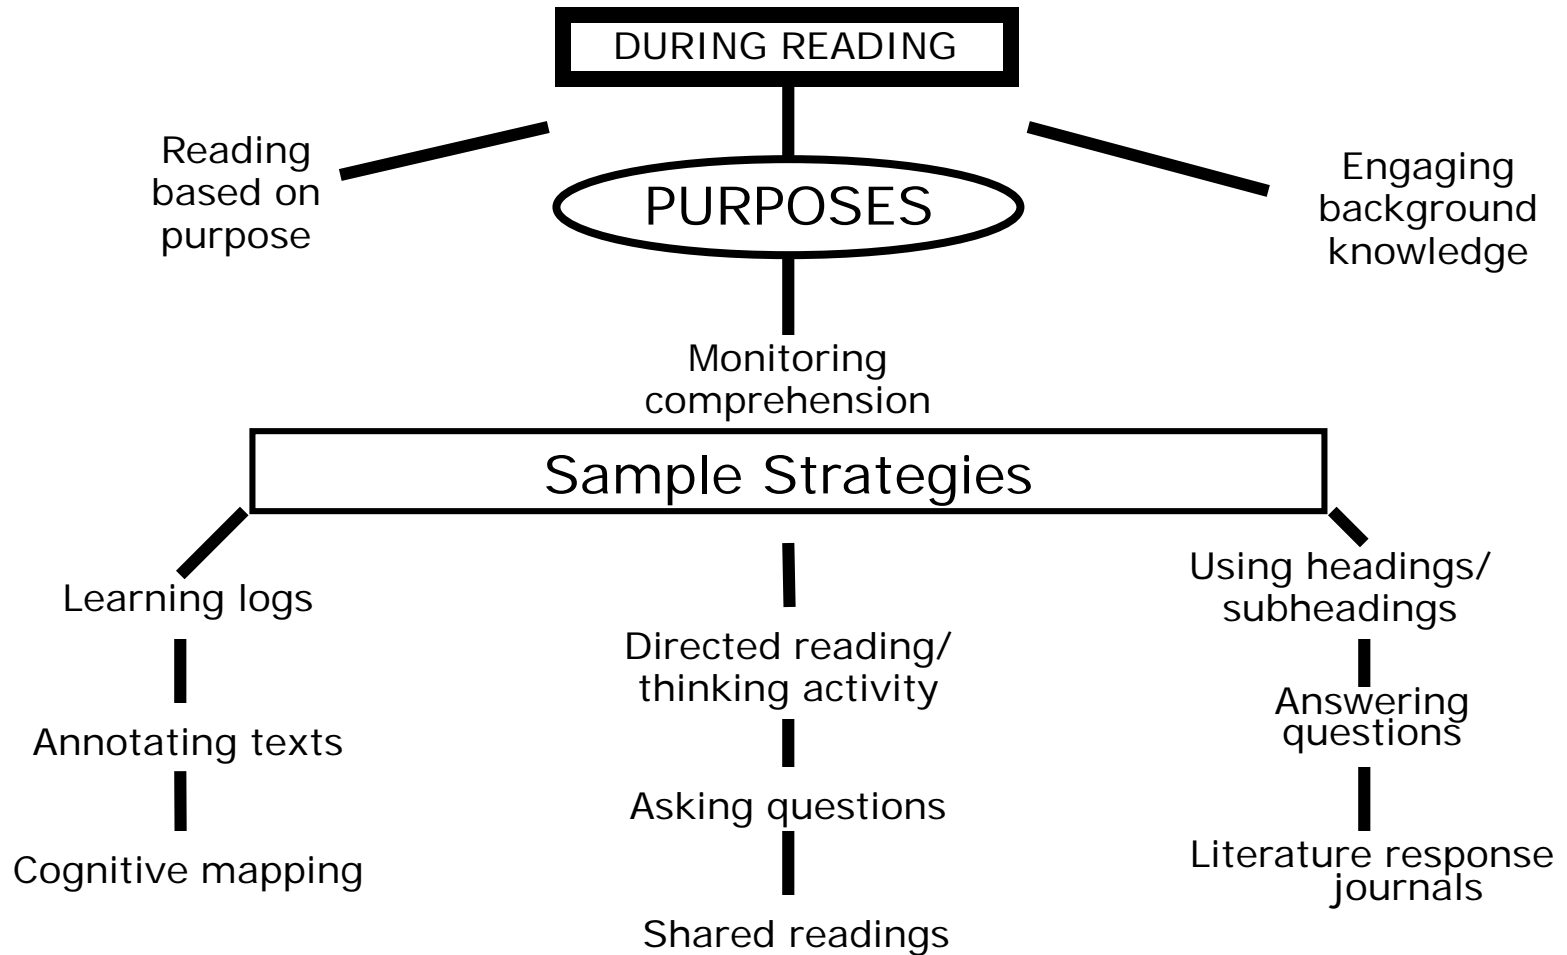 DURING READING
Reading
based on
purpose
PURPOSES
Engaging
background
knowledge
Monitoring
comprehension
Sample Strategies
Learning logs
Annotating texts
Cognitive mapping
Directed reading/
thinking activity
Asking questions
Shared readings
Using headings/
subheadings
Answering
questions
Literature response
journals